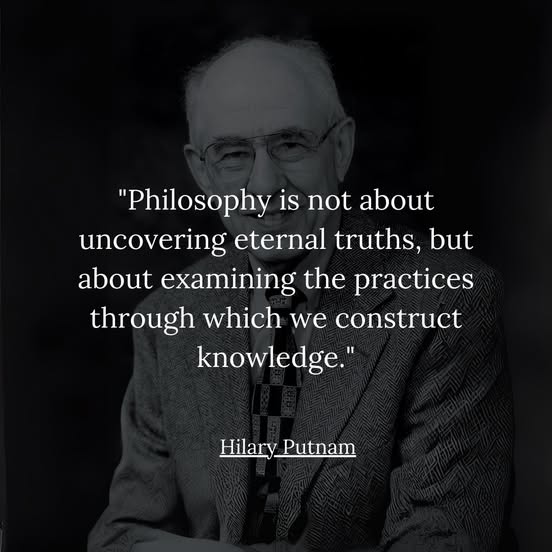 "Philosophy is not about
uncovering eternal truths, but
about examining the practices
through which we construct
knowledge."
Hilary Putnam